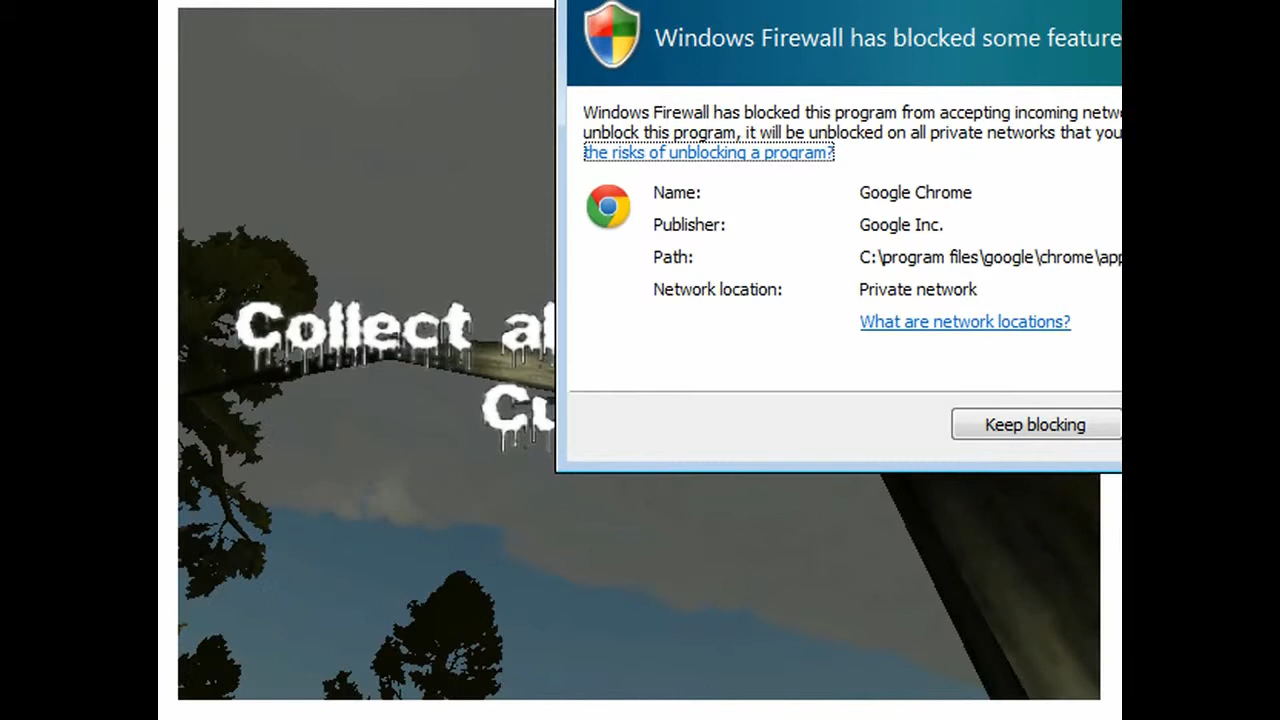 Windows Firewall has blocked some feature
Windows Firewall has blocked this program from accepting incoming netw
unblock this program, it will be unblocked on all private networks that you
the risks of unblocking a program?
Name: Google Chrome
Publisher: Google Inc.
Path: C:\program files\google\chrome\app
Network location: Private network
What are network locations?
Keep blocking
Collect al
Cu